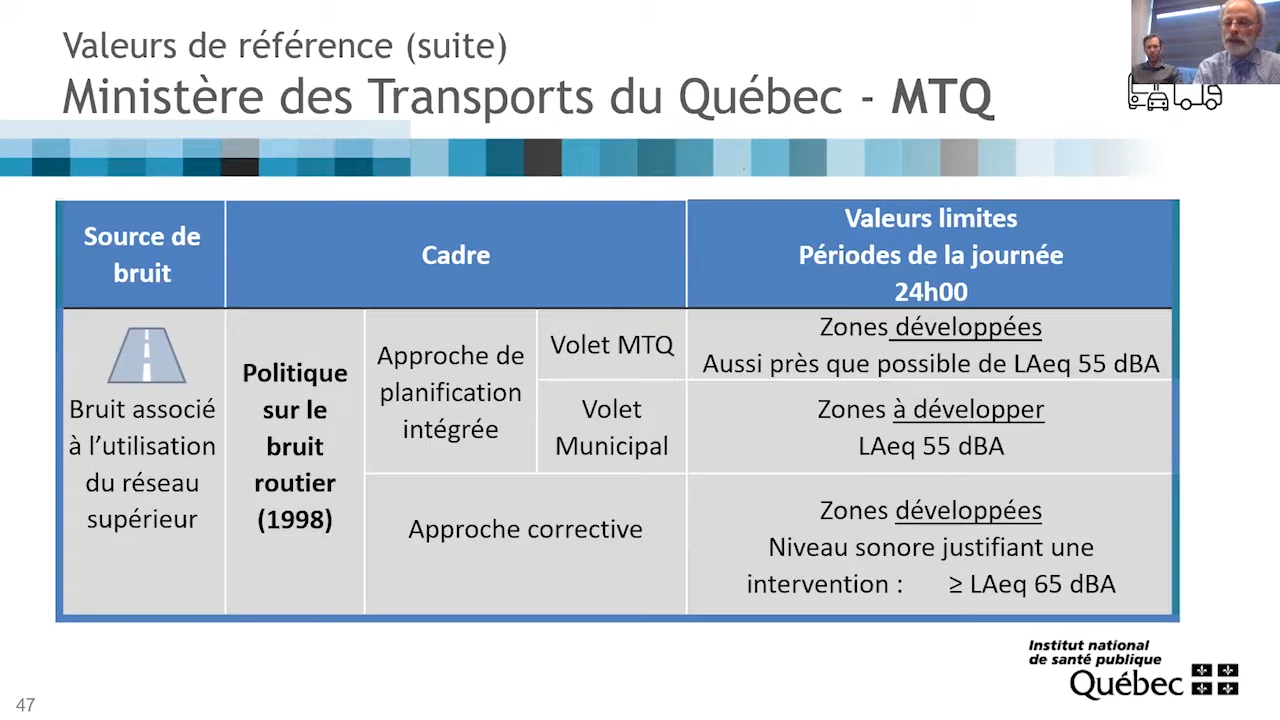 Valeurs de référence (suite)
Ministère des Transports du Québec - MTQ
Source de
bruit
Cadre
Valeurs limites
Périodes de la journée
24h00
Bruit associé
à l'utilisation
du réseau
supérieur
Politique
sur le
bruit
routier
(1998)
Approche de
planification
intégrée
Volet MTQ
Zones développées
Aussi près que possible de LAeq 55 dBA
Volet
Municipal
Zones à développer
LAeq 55 dBA
Approche corrective
Zones développées
Niveau sonore justifiant une
intervention : ≥ LAeq 65 dBA
Institut national
de santé publique
Québec
47